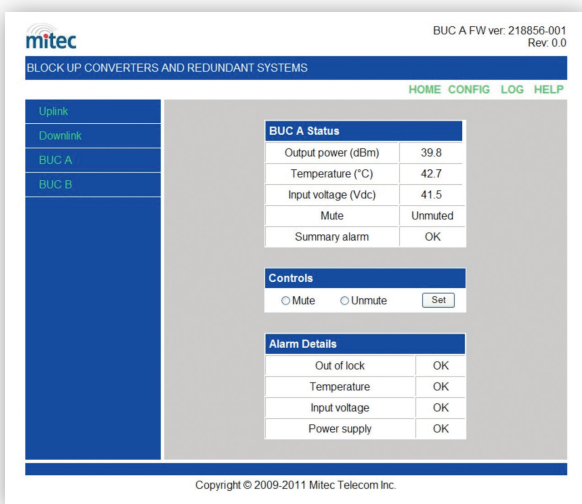 mitec
BUC A FW ver: 218856-001
Rev: 0.0
BLOCK UP CONVERTERS AND REDUNDANT SYSTEMS
HOME CONFIG LOG HELP
Uplink
Downlink
BUC A
BUC B
BUC A Status
Output power (dBm) 39.8
Temperature (°C) 42.7
Input voltage (Vdc) 41.5
Mute Unmuted
Summary alarm OK
Controls
Mute Unmute Set
Alarm Details
Out of lock OK
Temperature OK
Input voltage OK
Power supply OK
Copyright © 2009-2011 Mitec Telecom Inc.